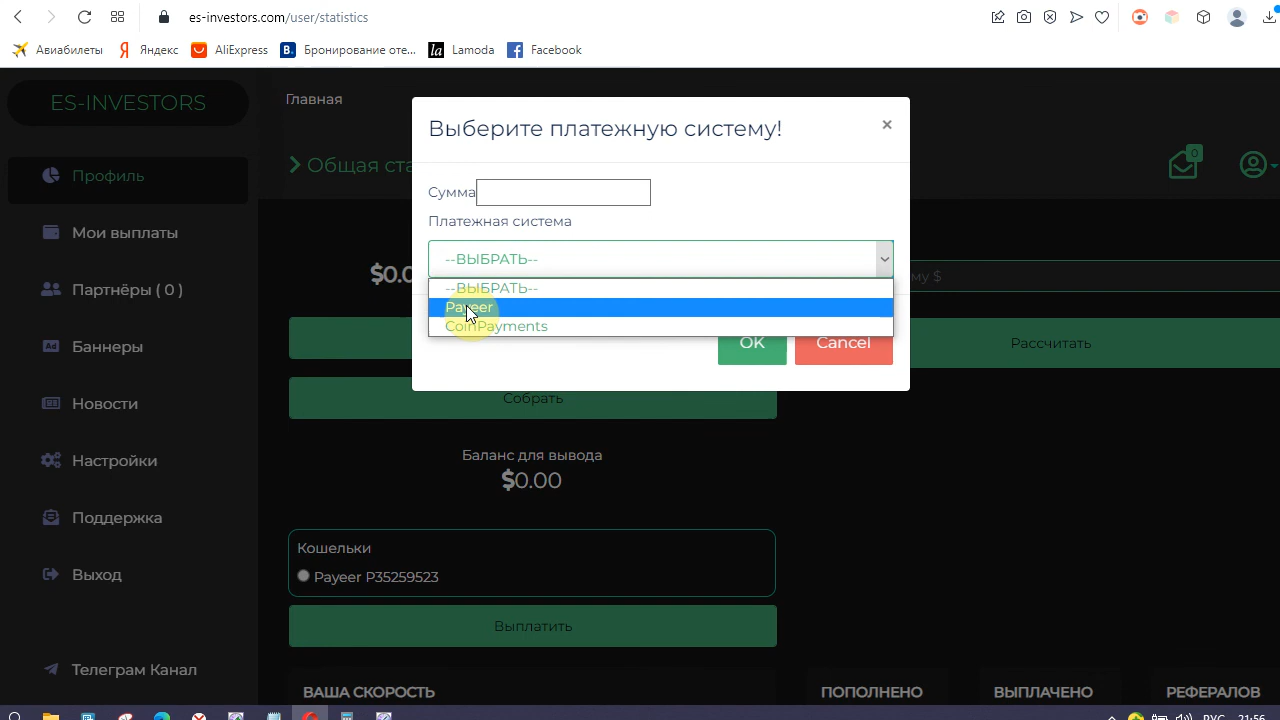 es-investors.com/user/statistics
Авиабилеты Яндекс AliExpress Бронирование оте... Lamoda Facebook
ES-INVESTORS
Главная
Выберите платежную систему!
×
Общая ста
0
Профиль
Сумма
Платежная система
Мои выплаты
--ВЫБРАТЬ--
--ВЫБРАТЬ--
Payeer
CoinPayments
$0.0
му $
Партнёры ( 0 )
OK
Cancel
Рассчитать
Баннеры
Собрать
Новости
Баланс для вывода
$0.00
Настройки
Поддержка
Кошельки
Payeer P35259523
Выход
Выплатить
Телеграм Канал
ВАША СКОРОСТЬ
ПОПОЛНЕНО
ВЫПЛАЧЕНО
РЕФЕРАЛОВ
РУС
21:56